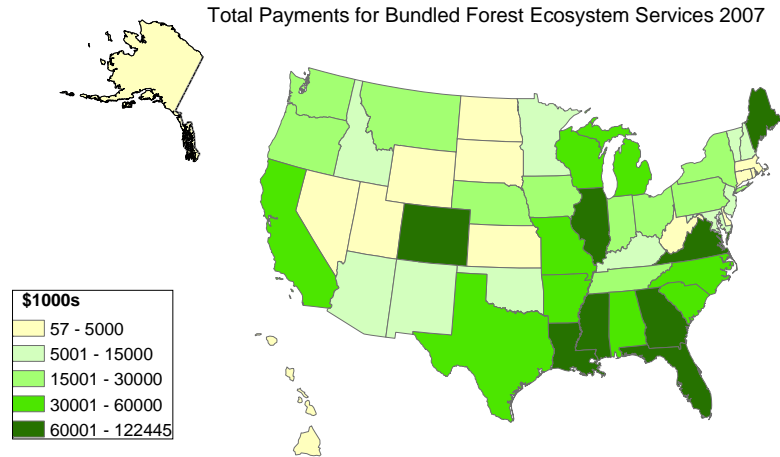 Total Payments for Bundled Forest Ecosystem Services 2007
$1000s
57 - 5000
5001 - 15000
15001 - 30000
30001 - 60000
60001 - 122445